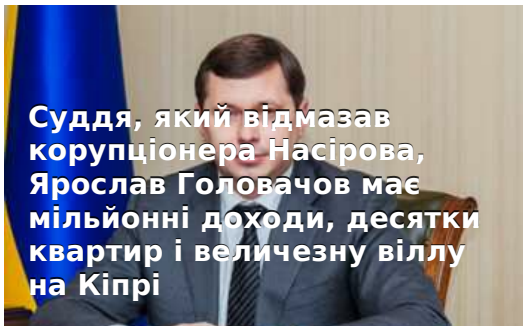 Суддя, який відмазав
корупціонера Насірова,
Ярослав Головачов має
мільйонні доходи, десятки
квартир і величезну віллу
на Кіпрі